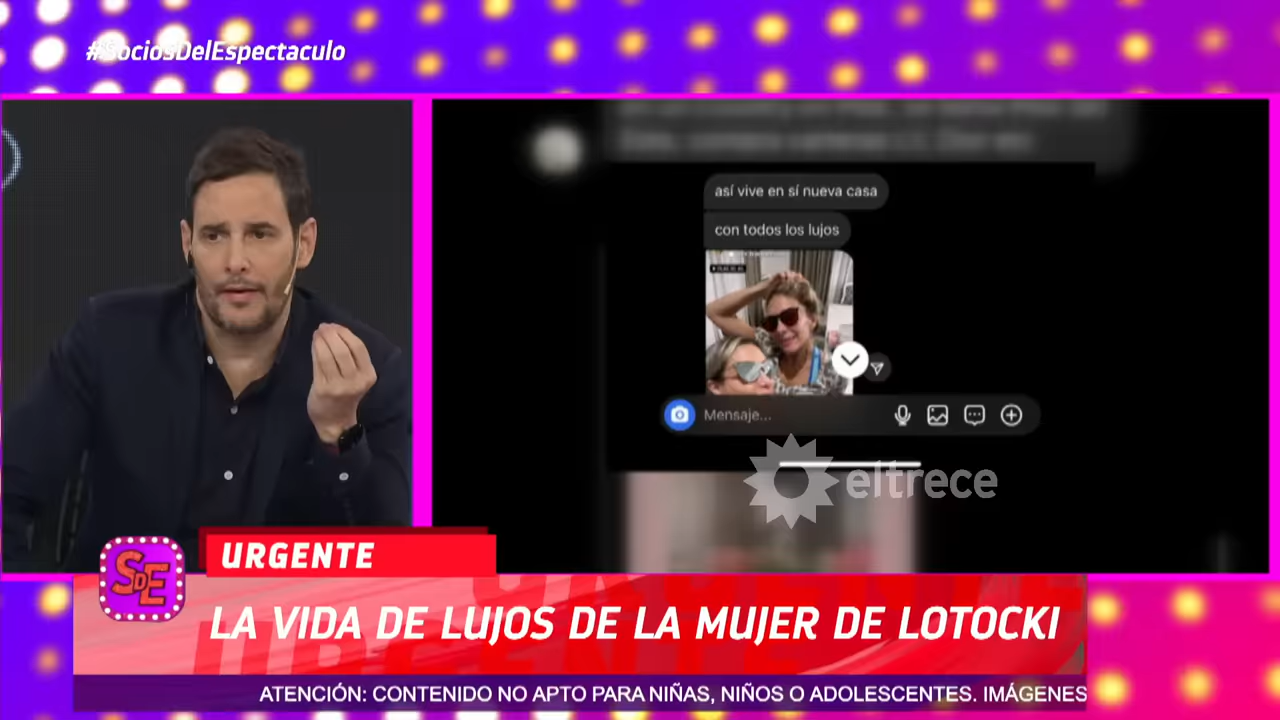 #SociosDelEspectaculo
así vive en sí nueva casa
con todos los lujos
Mensaje...
eltrece
SDE
URGENTE
LA VIDA DE LUJOS DE LA MUJER DE LOTOCKI
ATENCIÓN: CONTENIDO NO APTO PARA NIÑAS, NIÑOS O ADOLESCENTES. IMÁGENES